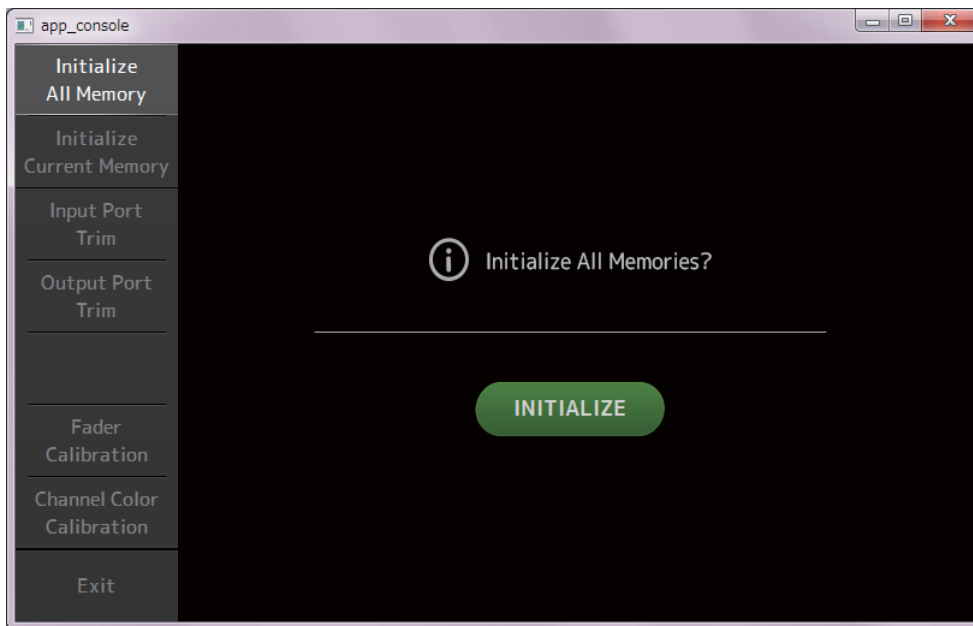 app_console
Initialize
All Memory
Initialize
Current Memory
Input Port
Trim
Output Port
Trim
Fader
Calibration
Channel Color
Calibration
Exit
Initialize All Memories?
INITIALIZE